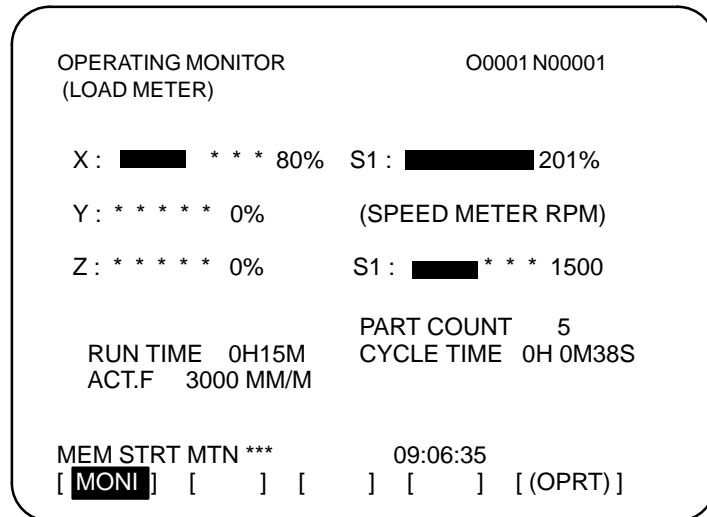 OPERATING MONITOR O0001 N00001
(LOAD METER)
X : * * * 80% S1 : 201%
Y : * * * * * 0% (SPEED METER RPM)
Z : * * * * * 0% S1 : * * * 1500
PART COUNT 5
RUN TIME 0H15M CYCLE TIME 0H 0M38S
ACT.F 3000 MM/M
MEM STRT MTN *** 09:06:35
[ MONI ] [ ] [ ] [ ] [ (OPRT) ]